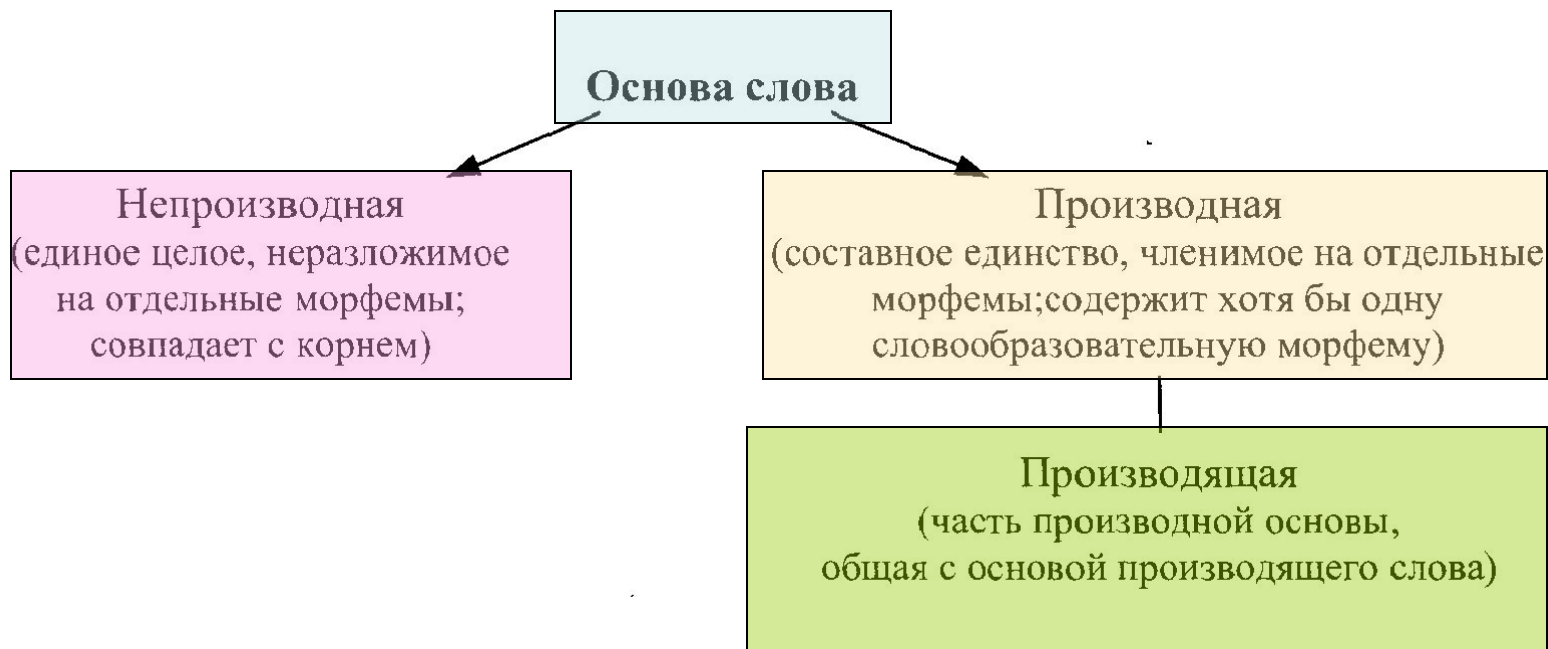 Основа слова
Непроизводная
(единое целое, неразложимое
на отдельные морфемы;
совпадает с корнем)
Производная
(составное единство, членимое на отдельные
морфемы;содержит хотя бы одну
словообразовательную морфему)
Производящая
(часть производной основы,
общая с основой производящего слова)